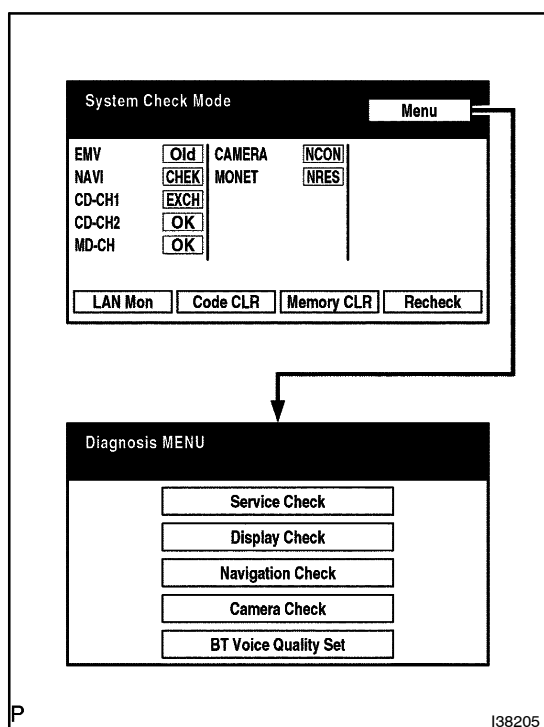 System Check Mode
Menu
EMV Old CAMERA NCON
NAVI CHEK MONET NRES
CD-CH1 EXCH
CD-CH2 OK
MD-CH OK
LAN Mon Code CLR Memory CLR Recheck
Diagnosis MENU
Service Check
Display Check
Navigation Check
Camera Check
BT Voice Quality Set
P
I38205